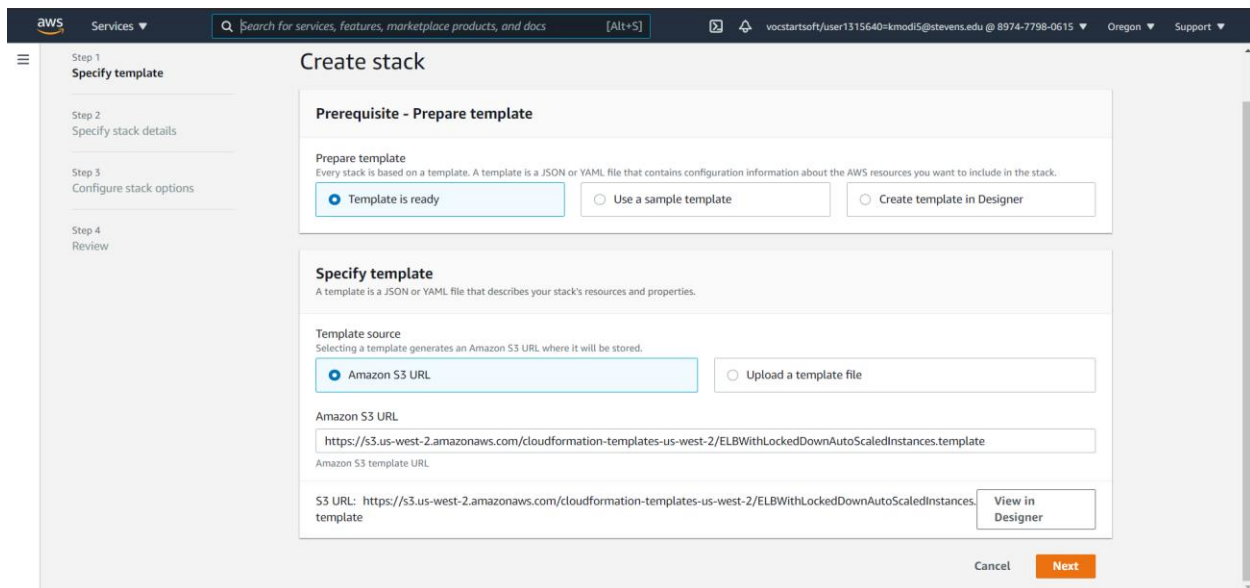 aws Services ▼ Search for services, features, marketplace products, and docs [Alt+S] vocstartsoft/user1315640=kmodi5@stevens.edu @ 8974-7798-0615 ▼ Oregon ▼ Support ▼
Step 1
Specify template
Step 2
Specify stack details
Step 3
Configure stack options
Step 4
Review
Create stack
Prerequisite - Prepare template
Prepare template
Every stack is based on a template. A template is a JSON or YAML file that contains configuration information about the AWS resources you want to include in the stack.
Template is ready Use a sample template Create template in Designer
Specify template
A template is a JSON or YAML file that describes your stack's resources and properties.
Template source
Selecting a template generates an Amazon S3 URL where it will be stored.
Amazon S3 URL Upload a template file
Amazon S3 URL
https://s3.us-west-2.amazonaws.com/cloudformation-templates-us-west-2/ELBWithLockedDownAutoScaledInstances.template
Amazon S3 template URL
S3 URL: https://s3.us-west-2.amazonaws.com/cloudformation-templates-us-west-2/ELBWithLockedDownAutoScaledInstances.
template
View in
Designer
Cancel Next